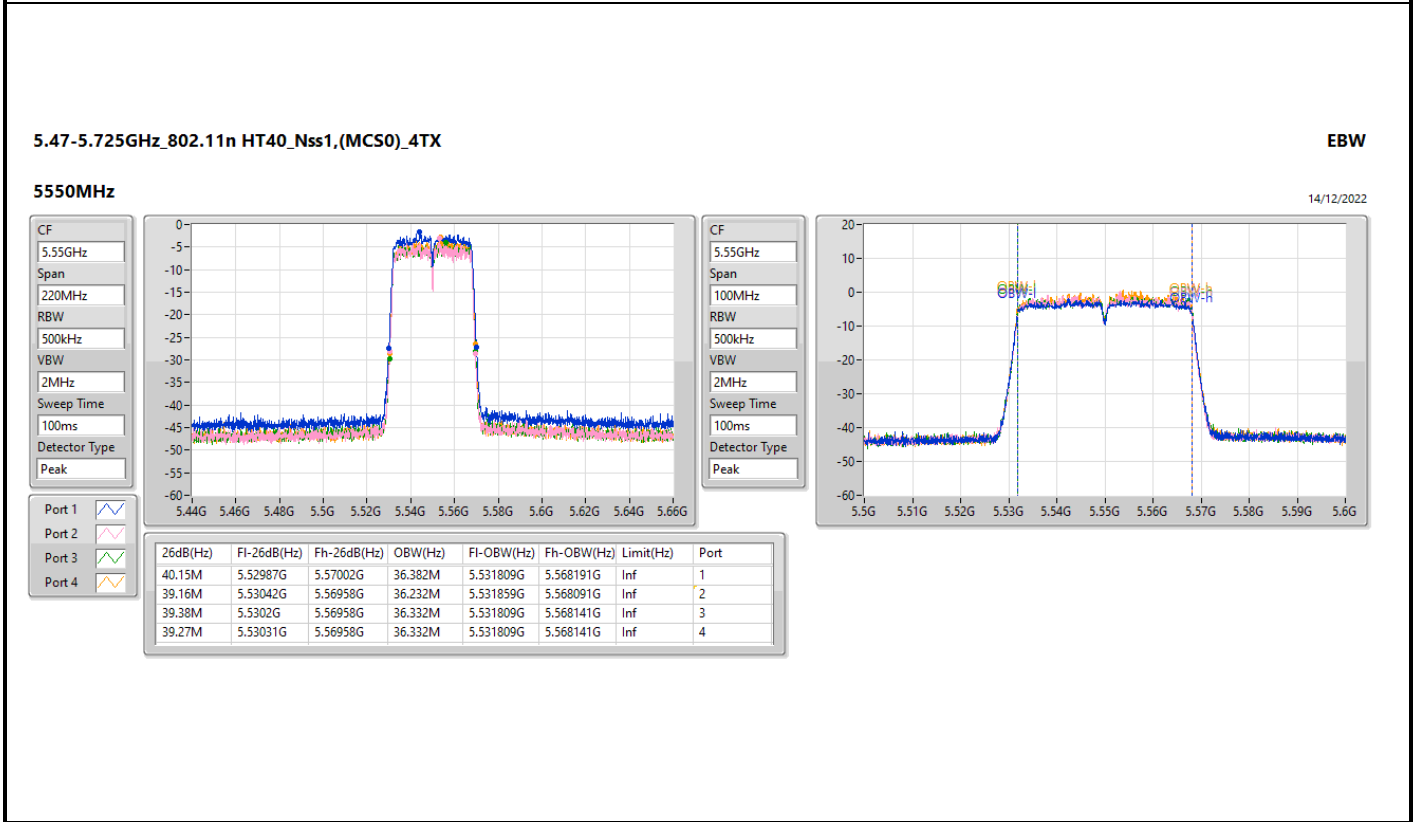 5.47-5.725GHz_802.11n HT40_Nss1,(MCS0)_4TX
EBW
5550MHz
14/12/2022
CF
5.55GHz
Span
220MHz
RBW
500kHz
VBW
2MHz
Sweep Time
100ms
Detector Type
Peak
0-
-5-
-10-
-15-
-20-
-25-
-30-
-35-
-40-
-45-
-50-
-55-
-60-
5.44G 5.46G 5.48G 5.5G 5.52G 5.54G 5.56G 5.58G 5.6G 5.62G 5.64G 5.66G
CF
5.55GHz
Span
100MHz
RBW
500kHz
VBW
2MHz
Sweep Time
100ms
Detector Type
Peak
20-
10-
0-
-10-
-20-
-30-
-40-
-50-
-60-
OBW-l
OBW-h
5.5G 5.51G 5.52G 5.53G 5.54G 5.55G 5.56G 5.57G 5.58G 5.59G 5.6G
Port 1
Port 2
Port 3
Port 4
26dB(Hz) Fl-26dB(Hz) Fh-26dB(Hz) OBW(Hz) Fl-OBW(Hz) Fh-OBW(Hz) Limit(Hz) Port
40.15M 5.52987G 5.57002G 36.382M 5.531809G 5.568191G Inf 1
39.16M 5.53042G 5.56958G 36.232M 5.531859G 5.568091G Inf 2
39.38M 5.5302G 5.56958G 36.332M 5.531809G 5.568141G Inf 3
39.27M 5.53031G 5.56958G 36.332M 5.531809G 5.568141G Inf 4